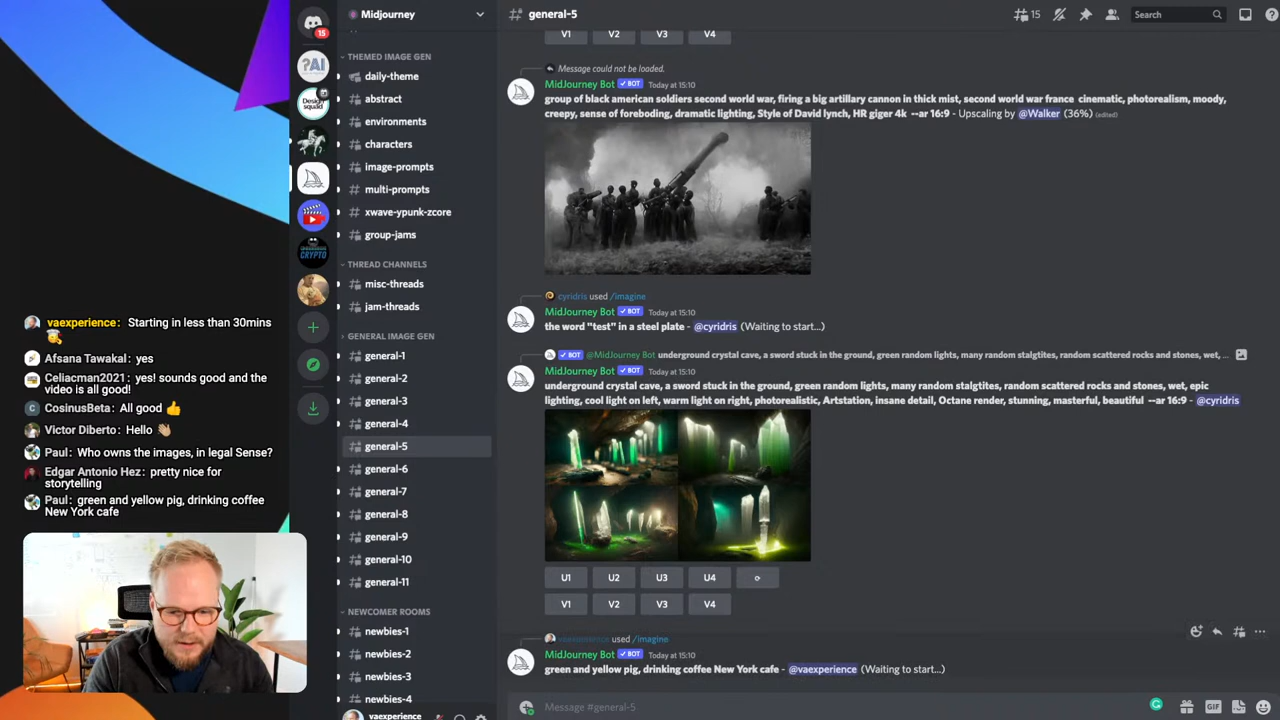 vaexperience: Starting in less than 30mins
Afsana Tawakal: yes
Celiacman2021: yes! sounds good and the
video is all good!
CosinusBeta: All good
Victor Diberto: Hello
Paul: Who owns the images, in legal Sense?
Edgar Antonio Hez: pretty nice for
storytelling
Paul: green and yellow pig, drinking coffee
New York cafe
15
?AI
Design
squad
CRYPTO
Midjourney
THEMED IMAGE GEN
daily-theme
abstract
environments
characters
image-prompts
multi-prompts
xwave-ypunk-zcore
group-jams
THREAD CHANNELS
misc-threads
jam-threads
GENERAL IMAGE GEN
general-1
general-2
general-3
general-4
general-5
general-6
general-7
general-8
general-9
general-10
general-11
NEWCOMER ROOMS
newbies-1
newbies-2
newbies-3
newbies-4
vaexperience
general-5
15
Search
V1 V2 V3 V4
Message could not be loaded.
MidJourney Bot ✓ BOT Today at 15:10
group of black american soldiers second world war, firing a big artillary cannon in thick mist, second world war france cinematic, photorealism, moody,
creepy, sense of foreboding, dramatic lighting, Style of David lynch, HR giger 4k --ar 16:9 - Upscaling by @Walker (36%) (edited)
cyridris used /imagine
MidJourney Bot ✓ BOT Today at 15:10
the word "test" in a steel plate - @cyridris (Waiting to start...)
✓ BOT @MidJourney Bot underground crystal cave, a sword stuck in the ground, green random lights, many random stalgtites, random scattered rocks and stones, wet, ...
MidJourney Bot ✓ BOT Today at 15:10
underground crystal cave, a sword stuck in the ground, green random lights, many random stalgtites, random scattered rocks and stones, wet, epic
lighting, cool light on left, warm light on right, photorealistic, Artstation, insane detail, Octane render, stunning, masterful, beautiful --ar 16:9 - @cyridris
U1 U2 U3 U4
V1 V2 V3 V4
vaexperience used /imagine
MidJourney Bot ✓ BOT Today at 15:10
green and yellow pig, drinking coffee New York cafe - @vaexperience (Waiting to start...)
Message #general-5
GIF